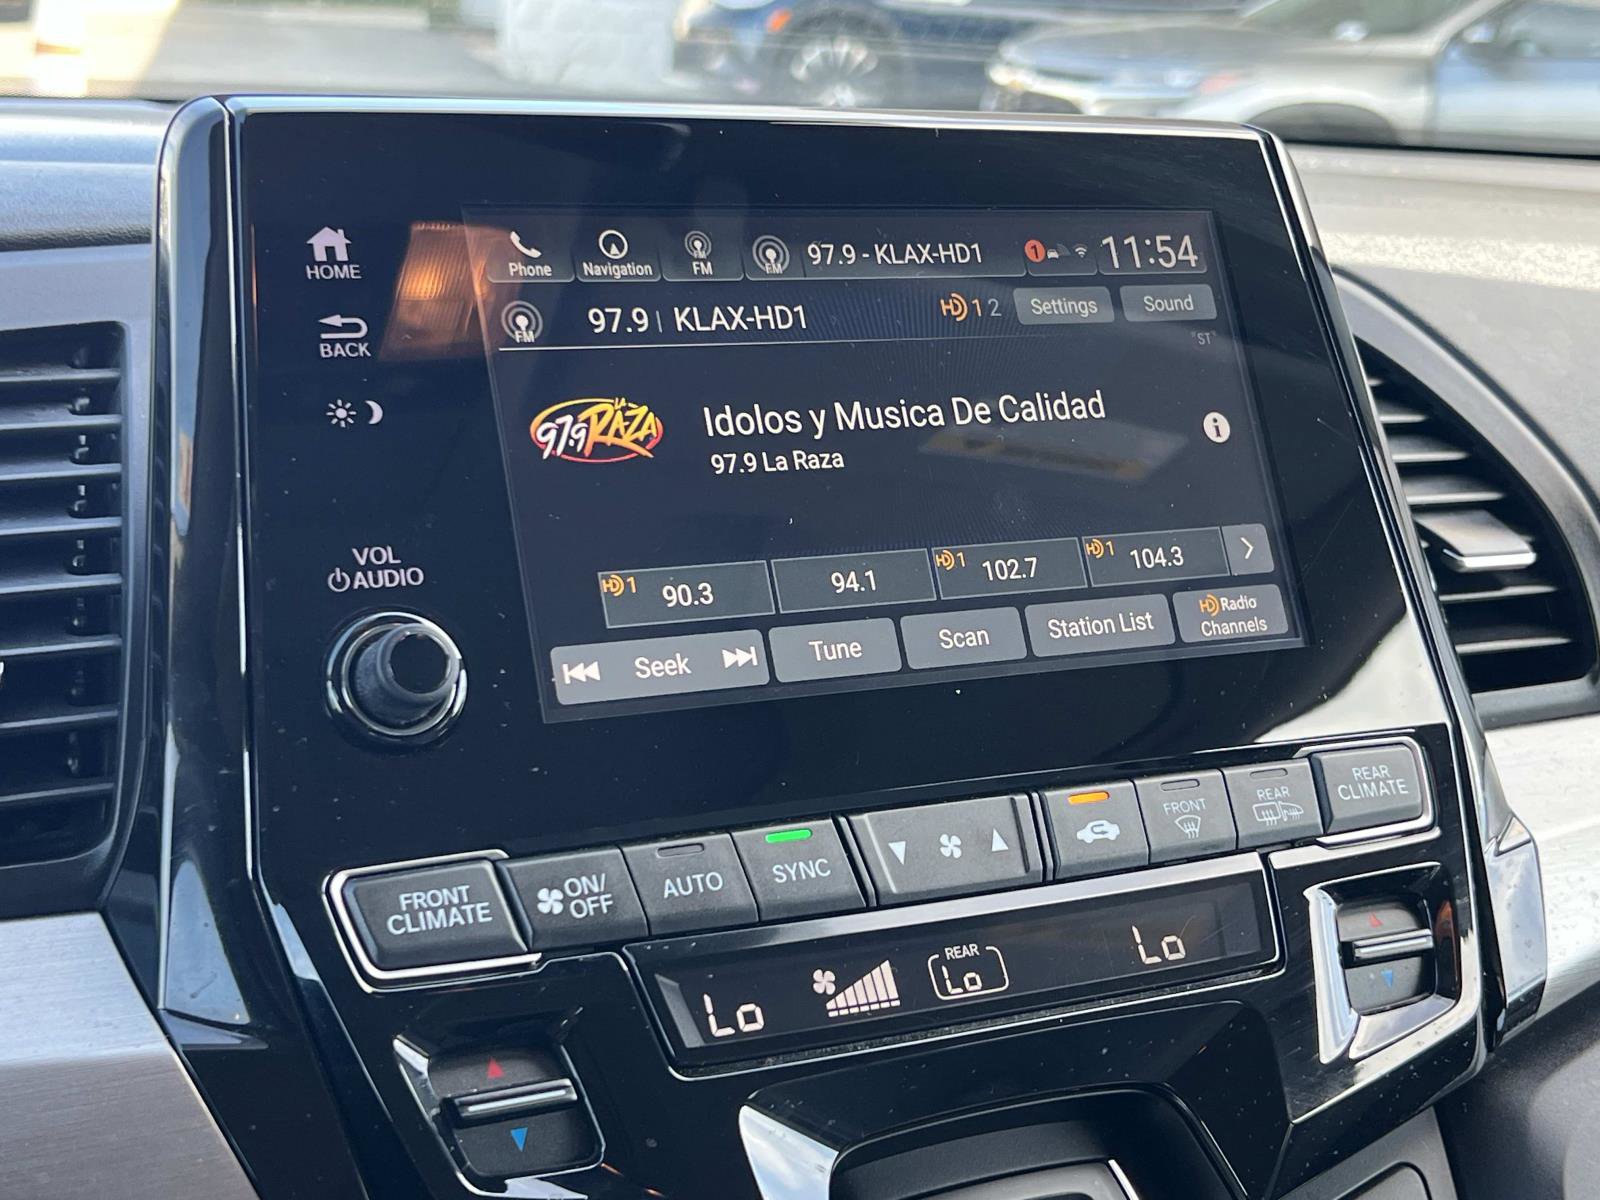 HOME
BACK
VOL
AUDIO
Phone
Navigation
FM
FM
97.9 - KLAX-HD1
1
11:54
FM
97.9 | KLAX-HD1
HD 1 2
Settings
Sound
ST
97.9 LA RAZA
Idolos y Musica De Calidad
97.9 La Raza
i
HD 1 90.3
94.1
HD 1 102.7
HD 1 104.3
Seek
Tune
Scan
Station List
HD Radio
Channels
FRONT
CLIMATE
ON/
OFF
AUTO
SYNC
FRONT
REAR
REAR
CLIMATE
Lo
REAR
Lo
Lo